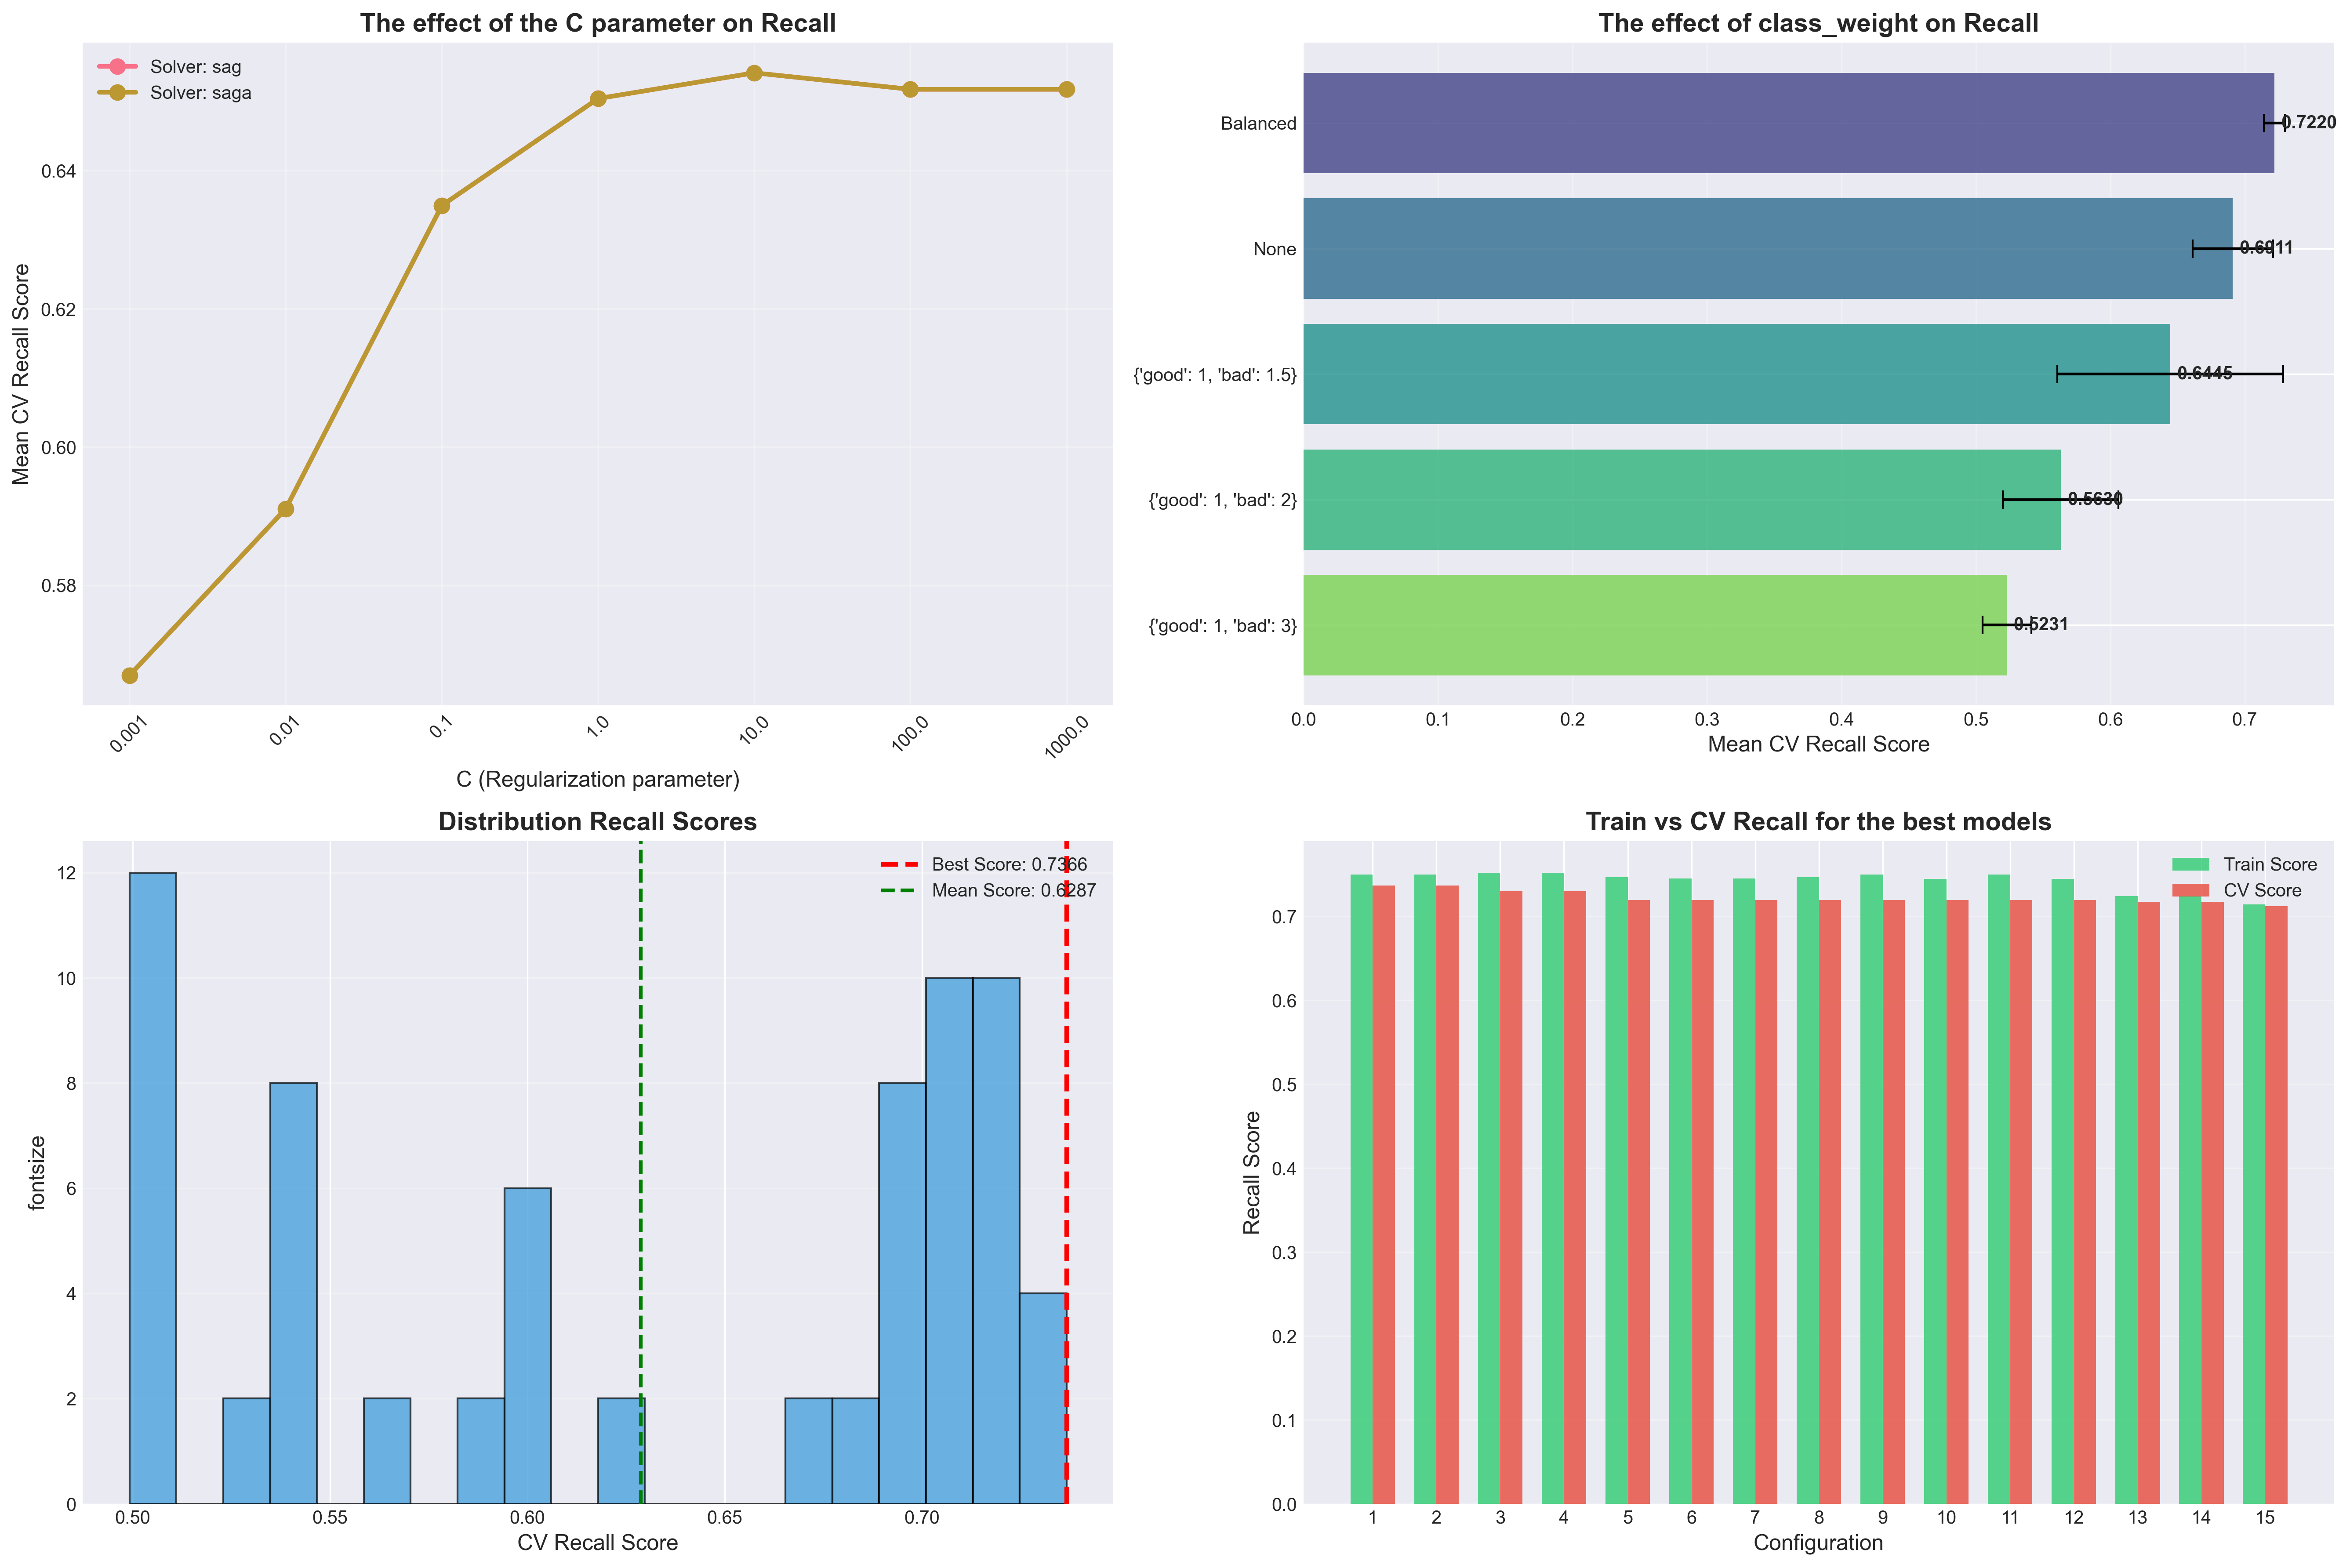 The effect of the C parameter on Recall
Solver: sag
Solver: saga
Mean CV Recall Score
0.64
0.62
0.60
0.58
0.001
0.01
0.1
1.0
10.0
100.0
1000.0
C (Regularization parameter)
The effect of class_weight on Recall
Balanced
None
{'good': 1, 'bad': 1.5}
{'good': 1, 'bad': 2}
{'good': 1, 'bad': 3}
0.7220
0.6911
0.6445
0.5630
0.5231
0.0
0.1
0.2
0.3
0.4
0.5
0.6
0.7
Mean CV Recall Score
Distribution Recall Scores
Best Score: 0.7366
Mean Score: 0.6287
fontsize
12
10
8
6
4
2
0
0.50
0.55
0.60
0.65
0.70
CV Recall Score
Train vs CV Recall for the best models
Train Score
CV Score
Recall Score
0.7
0.6
0.5
0.4
0.3
0.2
0.1
0.0
1
2
3
4
5
6
7
8
9
10
11
12
13
14
15
Configuration